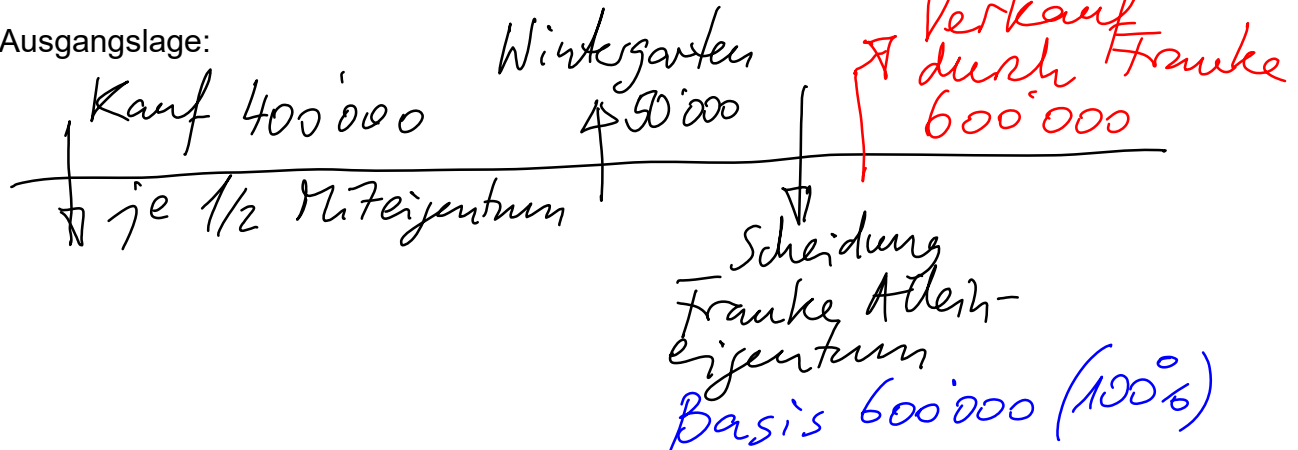 Ausgangslage:
Kauf 400'000
je 1/2 Miteigentum
Wintergarten
50'000
Scheidung
Franke Allein-
eigentum
Basis 600'000 (100%)
Verkauf
durch Franke
600'000